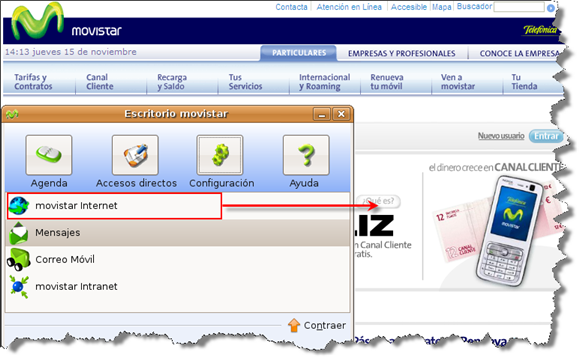 Contacta Atención en Línea Accesible Mapa Buscador
movistar
Telefónica
14:13 jueves 15 de noviembre
PARTICULARES EMPRESAS Y PROFESIONALES CONOCE LA EMPRESA
Tarifas y Contratos
Canal Cliente
Recarga y Saldo
Tus Servicios
Internacional y Roaming
Renueva tu móvil
Ven a movistar
Tu Tienda
Escritorio movistar
Agenda
Accesos directos
Configuración
Ayuda
movistar Internet
Mensajes
Correo Móvil
movistar Intranet
Contraer
Nuevo usuario Entrar
el dinero crece en CANALCLIENTE
¿Qué es?
IZ
en Canal Cliente
ratis.
12
CANAL CLIENTE
€
Telefónica
movistar